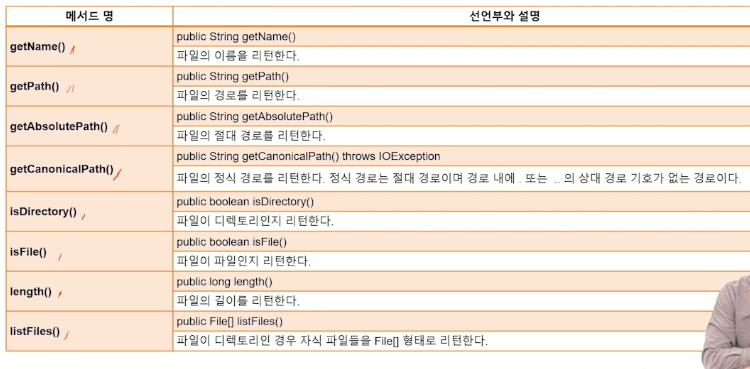 메서드 명
선언부와 설명
getName()
public String getName()
파일의 이름을 리턴한다.
getPath()
public String getPath()
파일의 경로를 리턴한다.
getAbsolutePath()
public String getAbsolutePath()
파일의 절대 경로를 리턴한다.
getCanonicalPath()
public String getCanonicalPath() throws IOException
파일의 정식 경로를 리턴한다. 정식 경로는 절대 경로이며 경로 내에 . 또는 .. 의 상대 경로 기호가 없는 경로이다.
isDirectory()
public boolean isDirectory()
파일이 디렉토리인지 리턴한다.
isFile()
public boolean isFile()
파일이 파일인지 리턴한다.
length()
public long length()
파일의 길이를 리턴한다.
listFiles()
public File[] listFiles()
파일이 디렉토리인 경우 자식 파일들을 File[] 형태로 리턴한다.